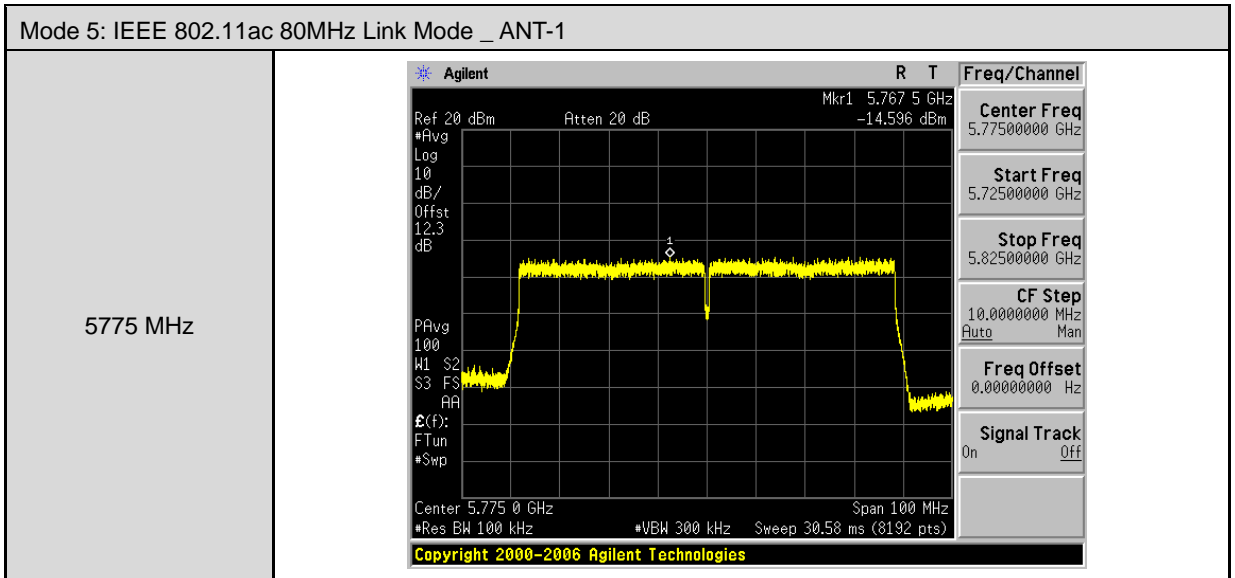 Mode 5: IEEE 802.11ac 80MHz Link Mode _ ANT-1
5775 MHz
Agilent R T
Mkr1 5.767 5 GHz
Ref 20 dBm Atten 20 dB -14.596 dBm
#Avg
Log
10
dB/
Offst
12.3
dB
1
PAvg
100
W1 S2
S3 FS
AA
£(f):
FTun
#Swp
Center 5.775 0 GHz Span 100 MHz
#Res BW 100 kHz #VBW 300 kHz Sweep 30.58 ms (8192 pts)
Copyright 2000-2006 Agilent Technologies
Freq/Channel
Center Freq
5.77500000 GHz
Start Freq
5.72500000 GHz
Stop Freq
5.82500000 GHz
CF Step
10.0000000 MHz
Auto Man
Freq Offset
0.00000000 Hz
Signal Track
On Off